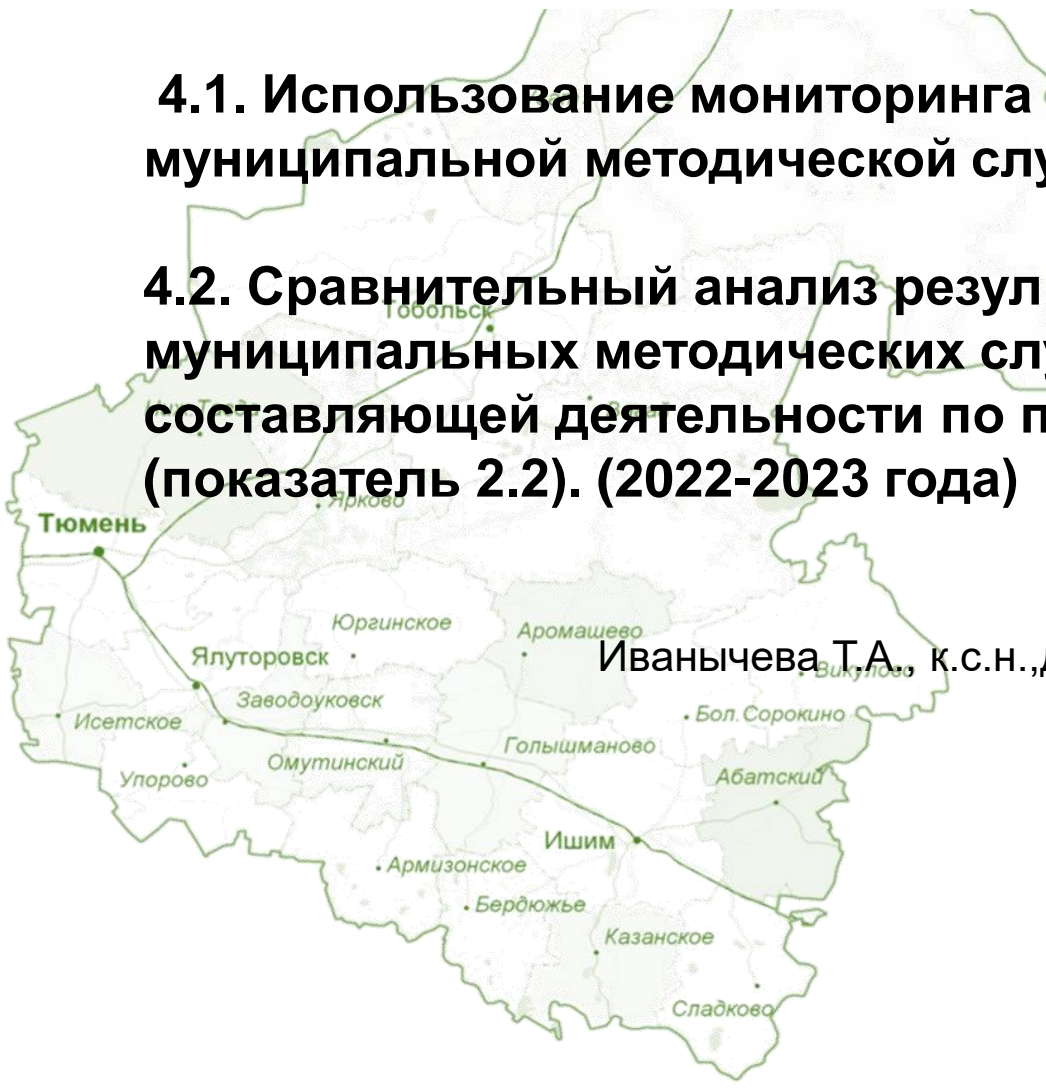 4.1. Использование мониторинга
муниципальной методической слу
4.2. Сравнительный анализ резул
Тобольск
муниципальных методических слу
составляющей деятельности по п
(показатель 2.2). (2022-2023 года)
Ярково
Тюмень
Юргинское
Аромашево
Иванычева Т.А., к.с.н.,д
Викулово
Ялуторовск
Заводоуковск
Бол. Сорокино
Исетское
Голышманово
Омутинский
Упорово
Абатский
Ишим
Армизонское
Бердюжье
Казанское
Сладково